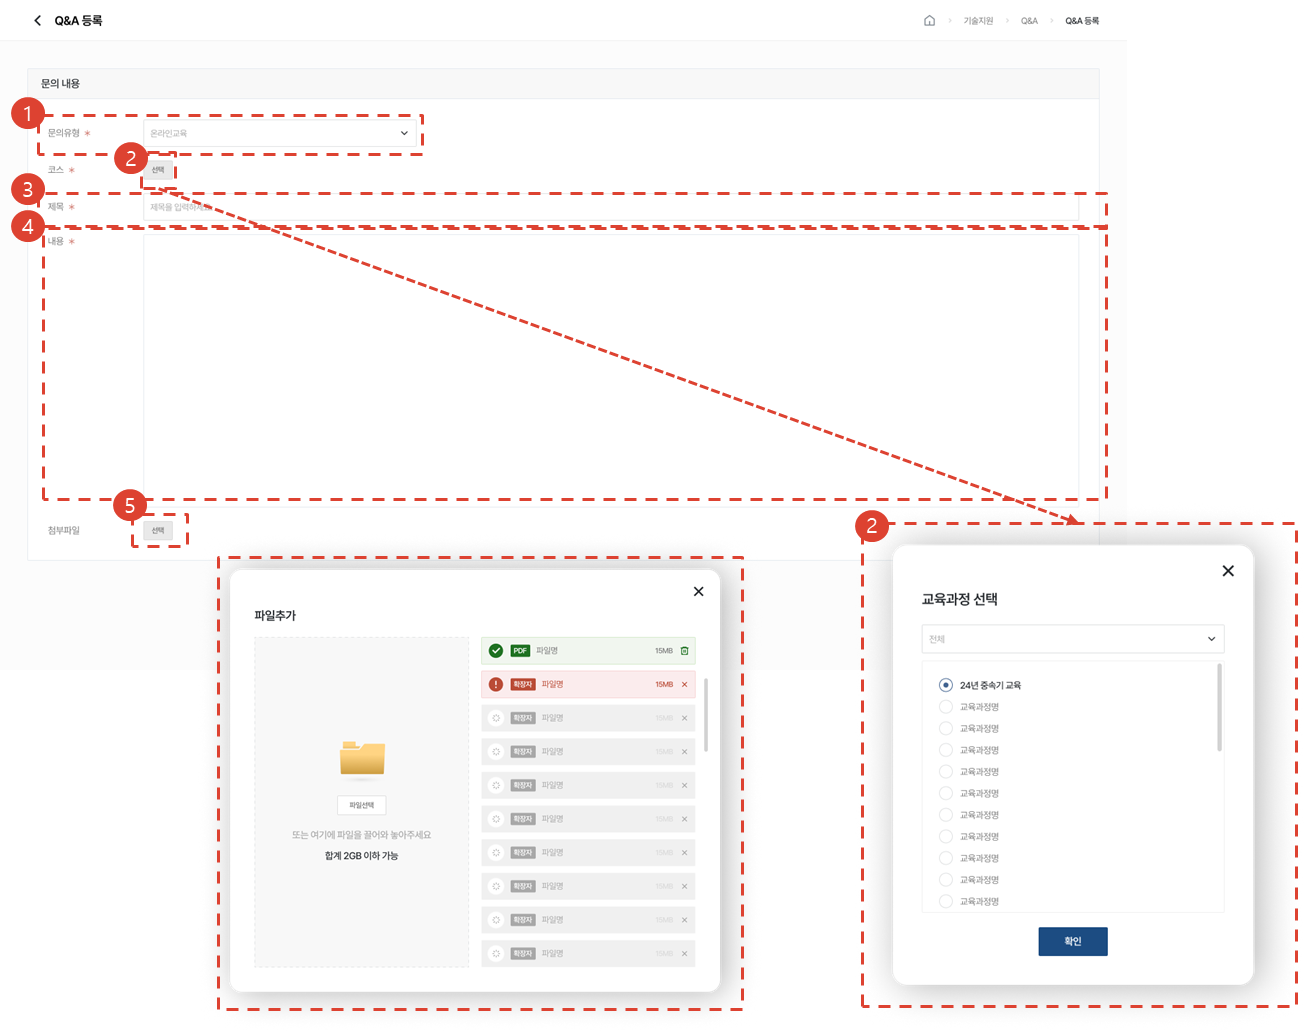 Q&A 등록
기술지원 Q&A Q&A 등록
문의 내용
1
문의유형 * 온라인교육
2
코스 * 선택
3
제목 * 제목을 입력하세요
4
내용 *
5
첨부파일 선택
파일추가
파일선택
또는 여기에 파일을 끌어와 놓아주세요
합계 2GB 이하 가능
PDF 파일명 15MB
확장자 파일명 15MB
확장자 파일명 15MB
확장자 파일명 15MB
확장자 파일명 15MB
확장자 파일명 15MB
확장자 파일명 15MB
확장자 파일명 15MB
확장자 파일명 15MB
확장자 파일명 15MB
2
교육과정 선택
전체
24년 중속기 교육
교육과정명
교육과정명
교육과정명
교육과정명
교육과정명
교육과정명
교육과정명
교육과정명
교육과정명
교육과정명
확인